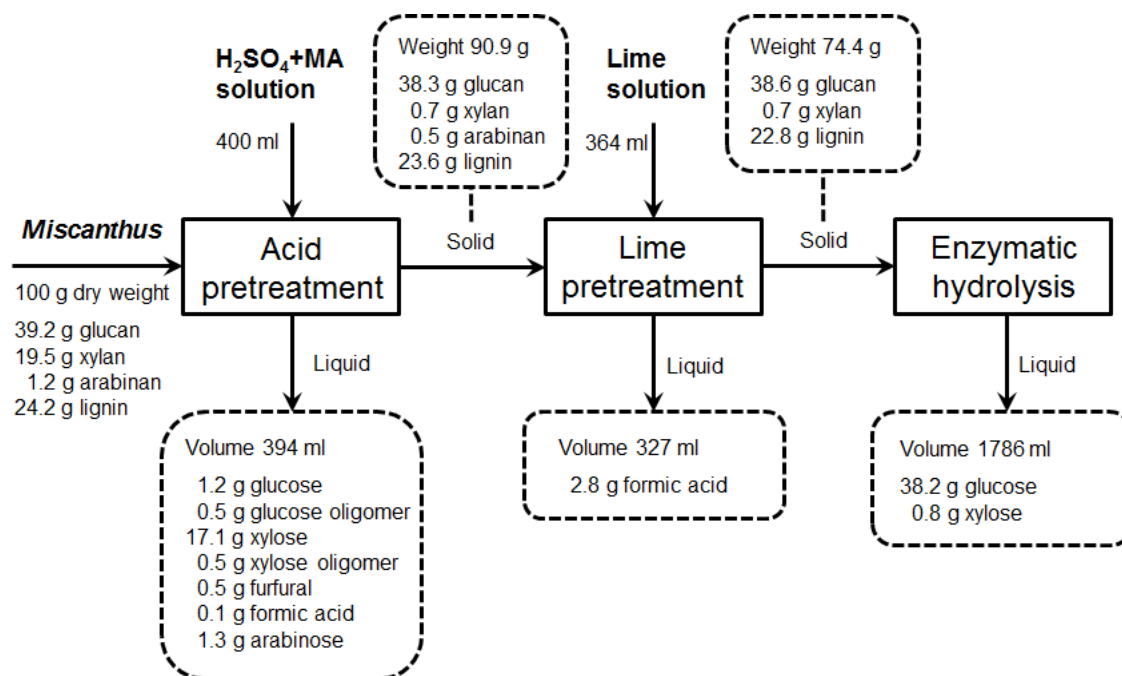 H₂SO₄+MA
solution
400 ml
Weight 90.9 g
38.3 g glucan
0.7 g xylan
0.5 g arabinan
23.6 g lignin
Lime
solution
364 ml
Weight 74.4 g
38.6 g glucan
0.7 g xylan
22.8 g lignin
Miscanthus
100 g dry weight
39.2 g glucan
19.5 g xylan
1.2 g arabinan
24.2 g lignin
Acid
pretreatment
Solid
Lime
pretreatment
Solid
Enzymatic
hydrolysis
Liquid
Liquid
Liquid
Volume 394 ml
1.2 g glucose
0.5 g glucose oligomer
17.1 g xylose
0.5 g xylose oligomer
0.5 g furfural
0.1 g formic acid
1.3 g arabinose
Volume 327 ml
2.8 g formic acid
Volume 1786 ml
38.2 g glucose
0.8 g xylose